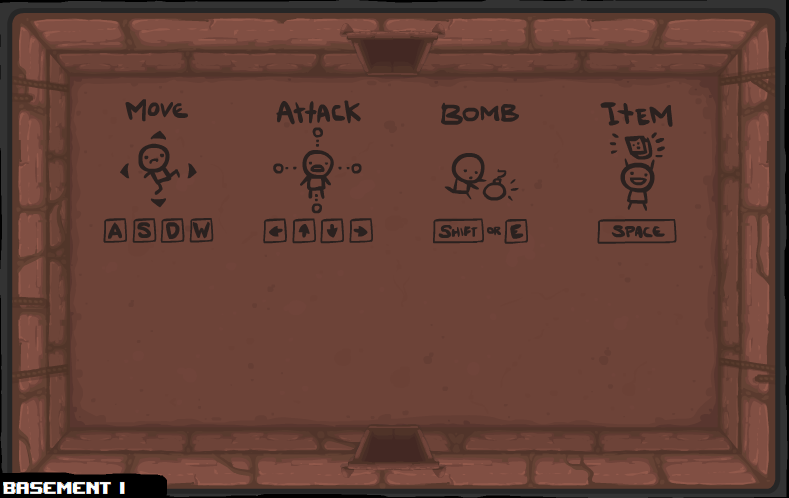 Move Attack Bomb Item
A S D W ← ↑ ↓ → Shift or E Space
BASEMENT I